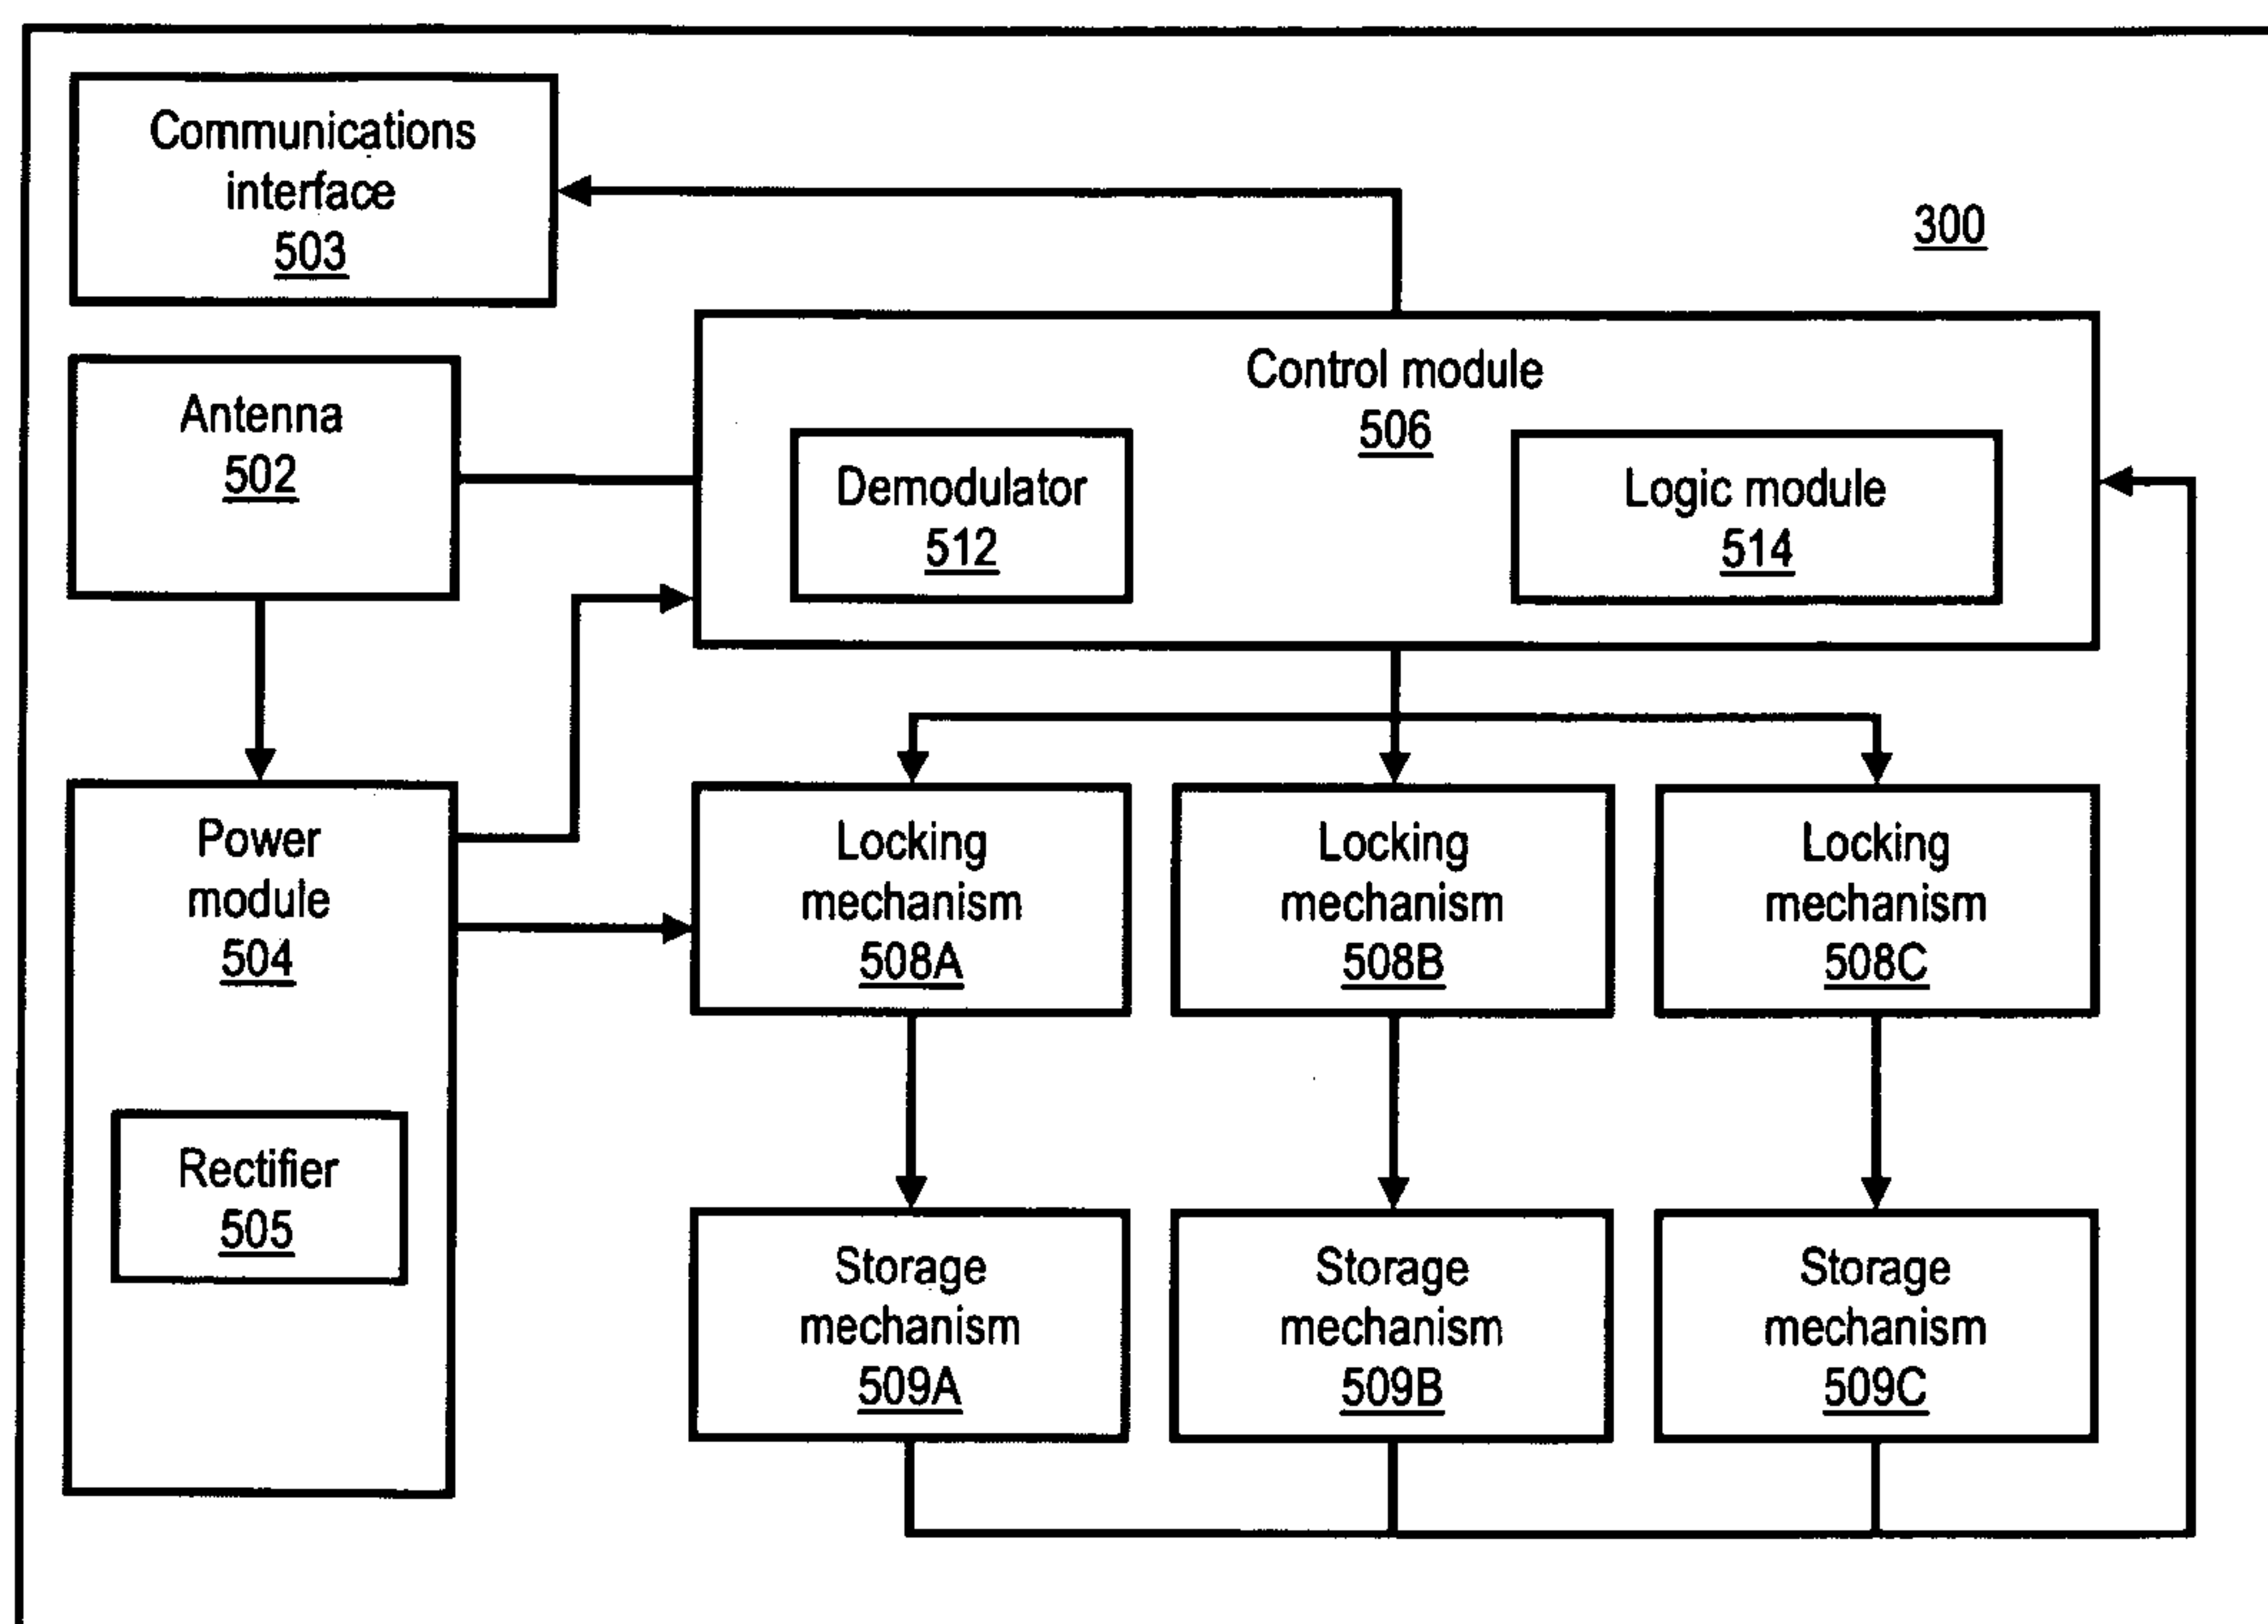 Communications
interface
503
300
Antenna
502
Control module
506
Demodulator
512
Logic module
514
Power
module
504
Rectifier
505
Locking
mechanism
508A
Locking
mechanism
508B
Locking
mechanism
508C
Storage
mechanism
509A
Storage
mechanism
509B
Storage
mechanism
509C